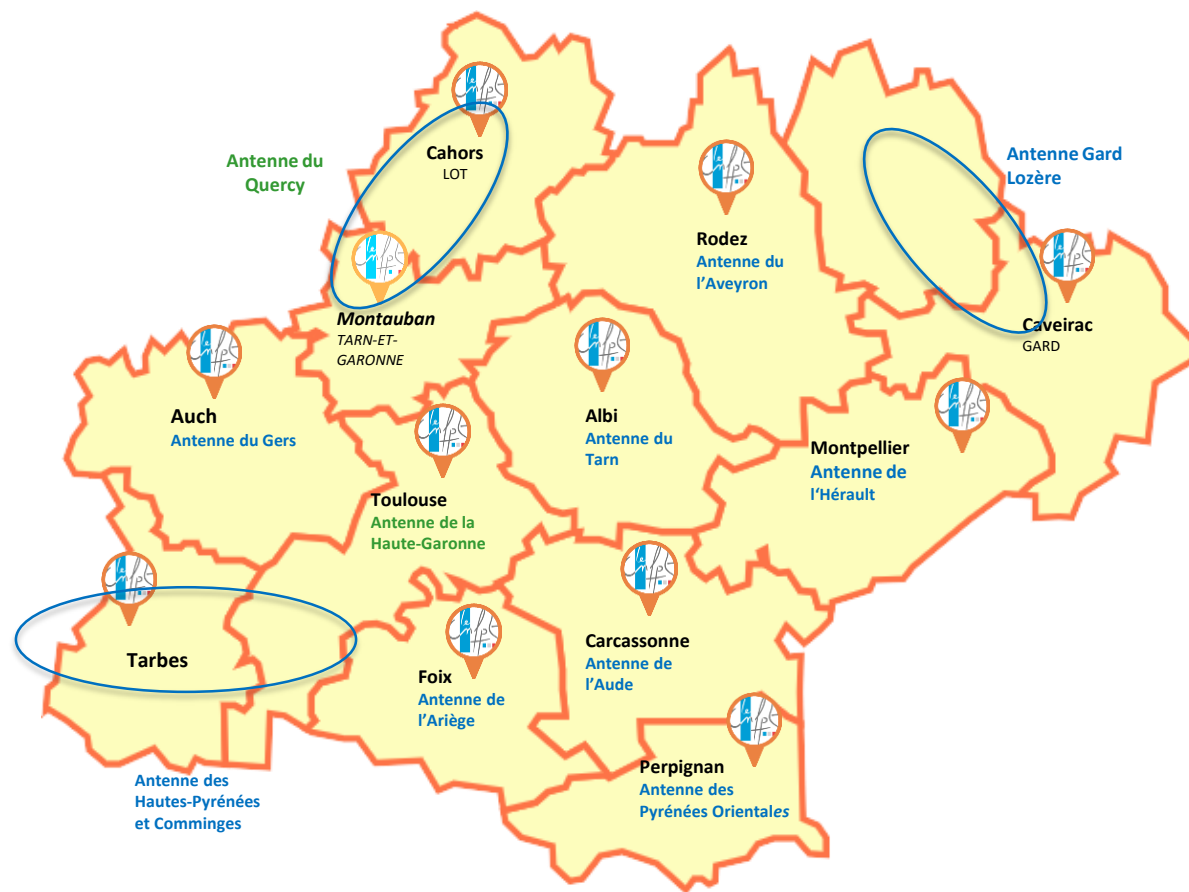 Cahors
LOT
Antenne du
Quercy
Antenne Gard
Lozère
Rodez
Antenne du
l'Aveyron
Montauban
TARN-ET-
GARONNE
Caveirac
GARD
Auch
Antenne du Gers
Albi
Antenne du
Tarn
Montpellier
Antenne de
l'Hérault
Toulouse
Antenne de la
Haute-Garonne
Tarbes
Carcassonne
Antenne de
l'Aude
Foix
Antenne de
l'Ariège
Perpignan
Antenne des
Pyrénées Orientales
Antenne des
Hautes-Pyrénées
et Comminges